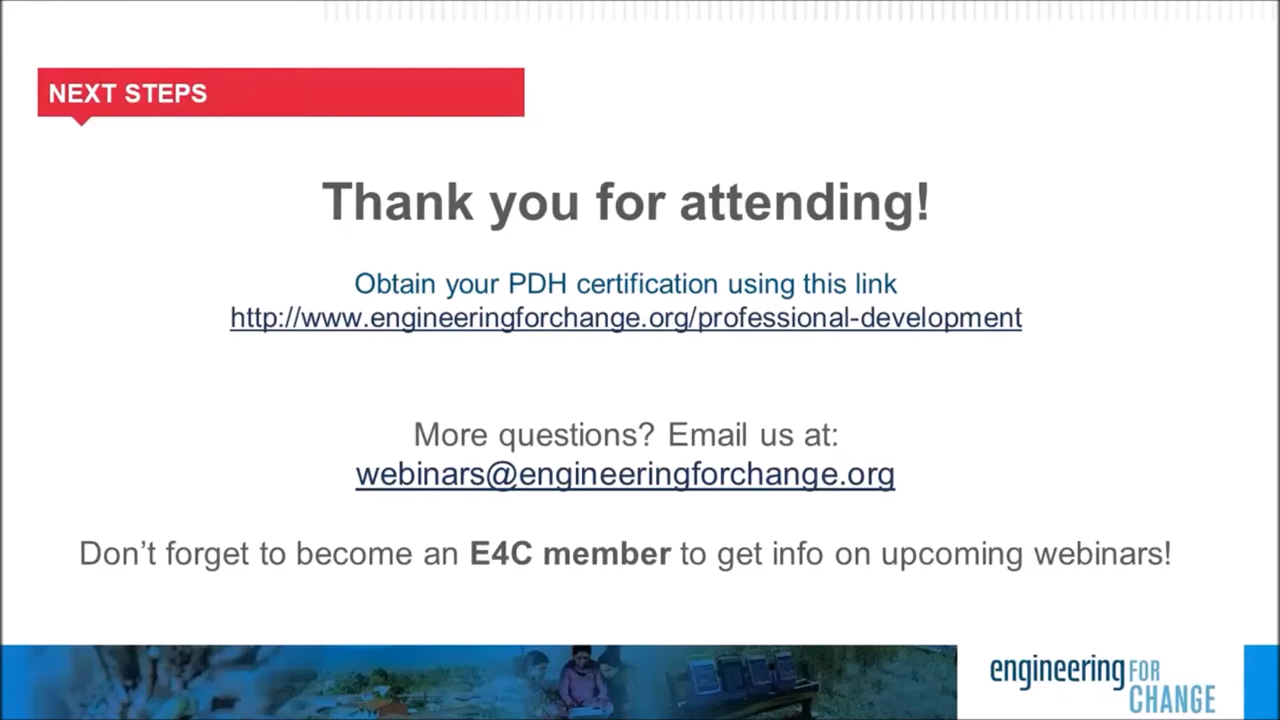 NEXT STEPS
Thank you for attending!
Obtain your PDH certification using this link
http://www.engineeringforchange.org/professional-development
More questions? Email us at:
webinars@engineeringforchange.org
Don't forget to become an E4C member to get info on upcoming webinars!
engineering FOR
CHANGE